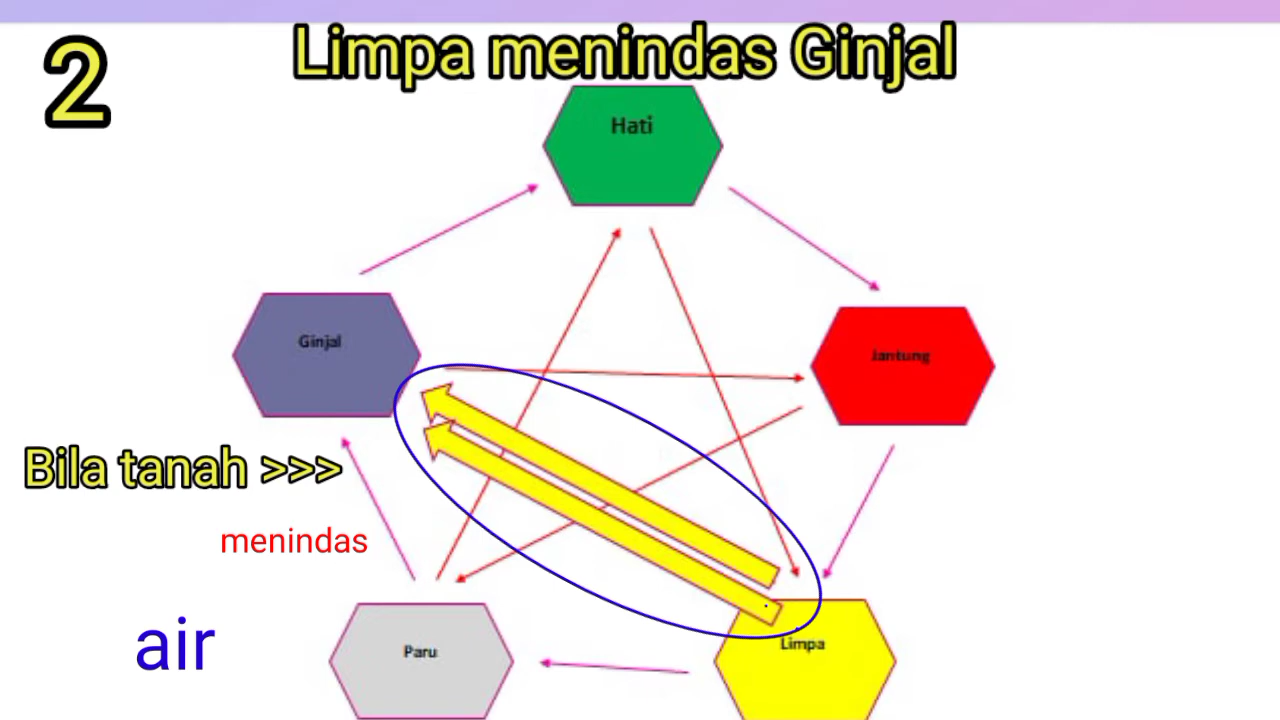 2
Limpa menindas Ginjal
Hati
Ginjal
Jantung
Bila tanah >>>
menindas
air
Paru
Limpa